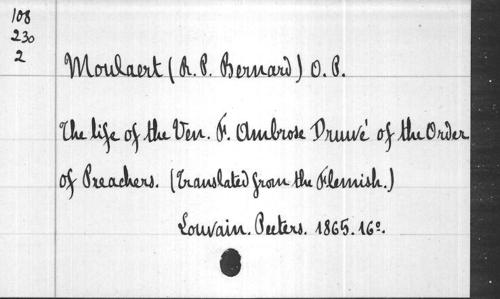 108
230
2
Moulaert (R. P. Bernard) O. P.
The life of the Ven. F. Ambrose Druwé of the Order
of Preachers. (Translated from the Flemish.)
Louvain. Peeters. 1865. 16º.